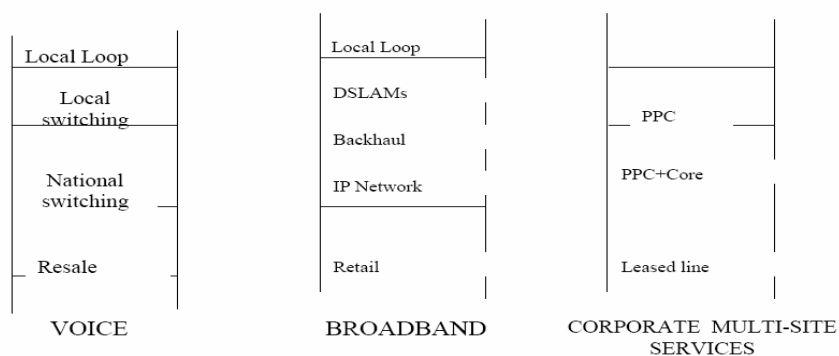 Local Loop
Local
switching
National
switching
Resale
VOICE
Local Loop
DSLAMs
Backhaul
IP Network
Retail
BROADBAND
PPC
PPC+Core
Leased line
CORPORATE MULTI-SITE
SERVICES